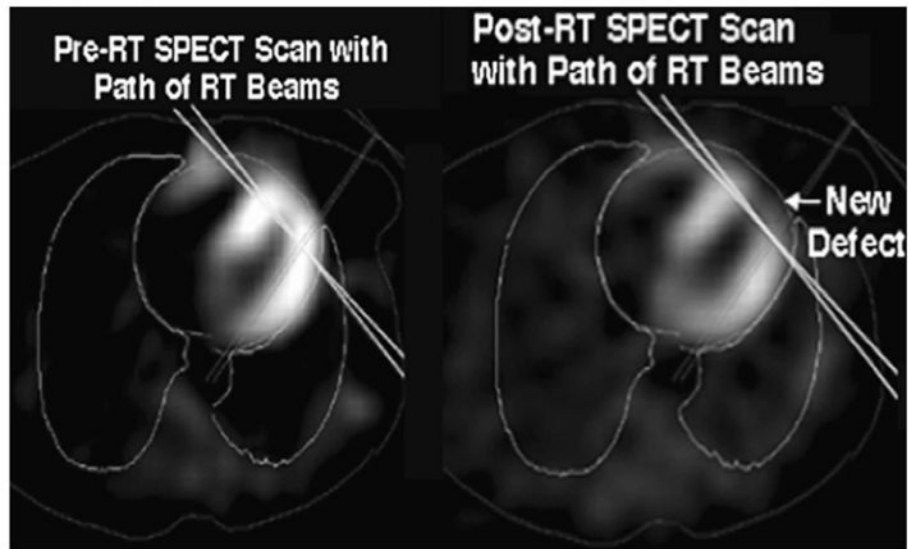 Pre-RT SPECT Scan with
Path of RT Beams
Post-RT SPECT Scan
with Path of RT Beams
New
Defect